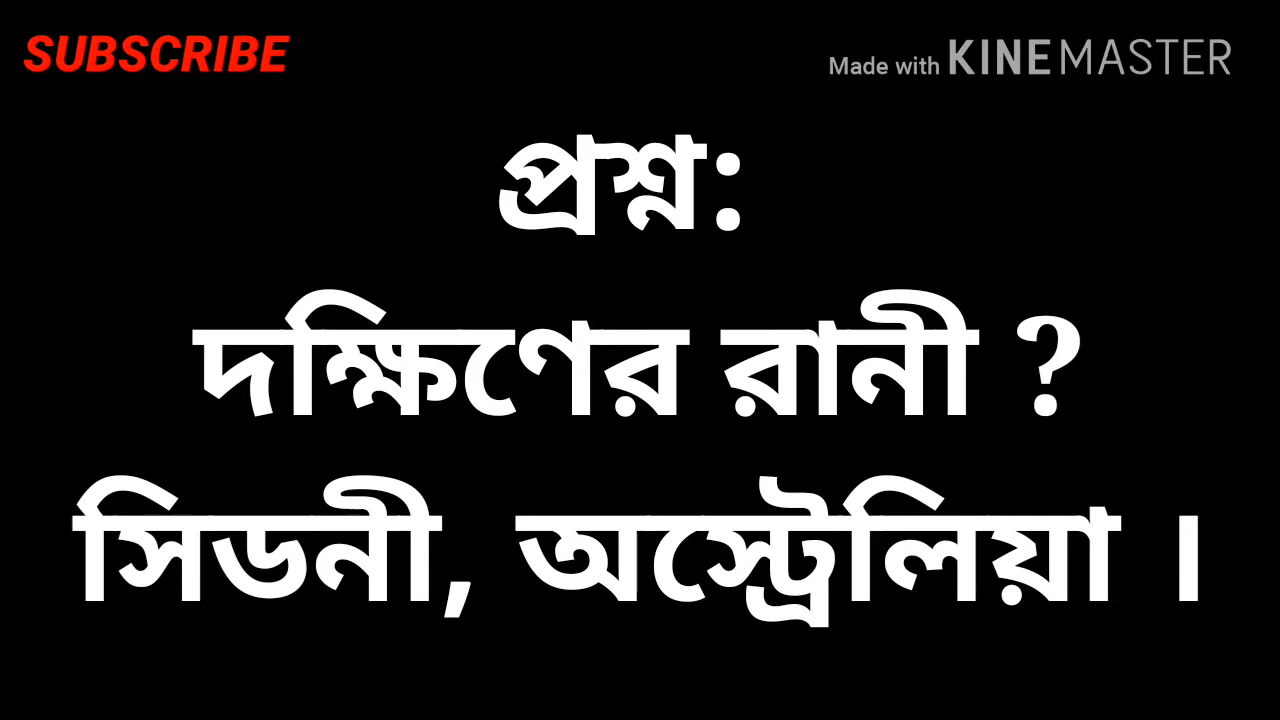 SUBSCRIBE
Made with KINEMASTER
প্রশ্ন:
দক্ষিণের রানী ?
সিডনী, অস্ট্রেলিয়া ।